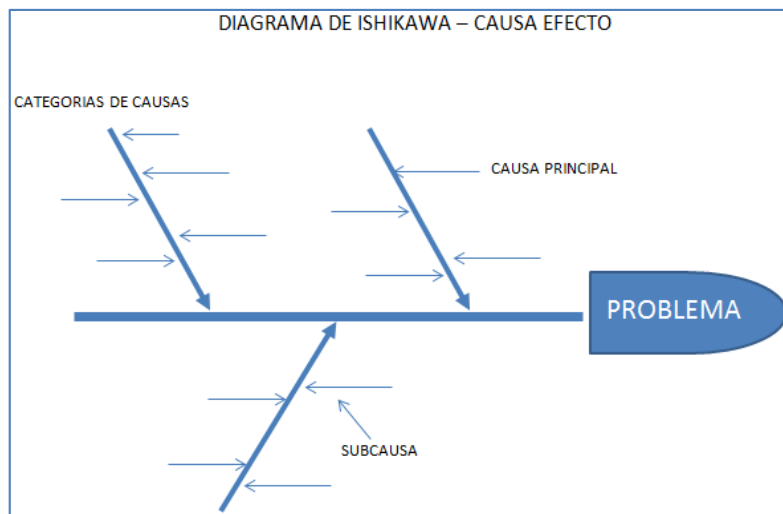 DIAGRAMA DE ISHIKAWA – CAUSA EFECTO
CATEGORIAS DE CAUSAS
CAUSA PRINCIPAL
PROBLEMA
SUBCAUSA